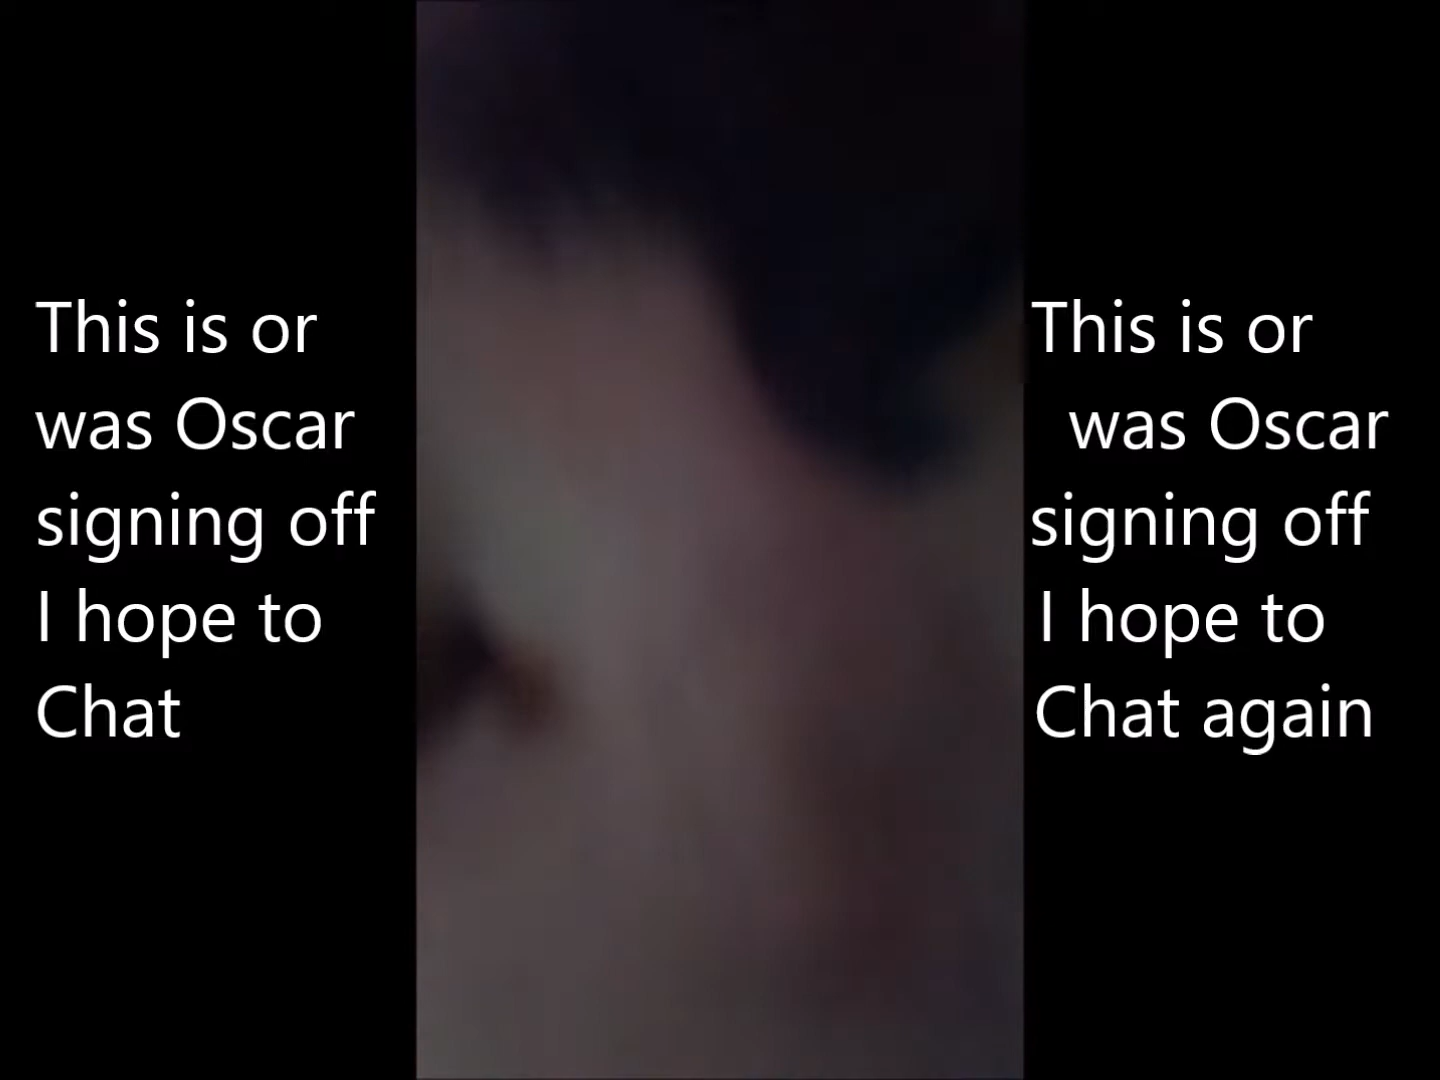 This is or
was Oscar
signing off
I hope to
Chat
This is or
was Oscar
signing off
I hope to
Chat again